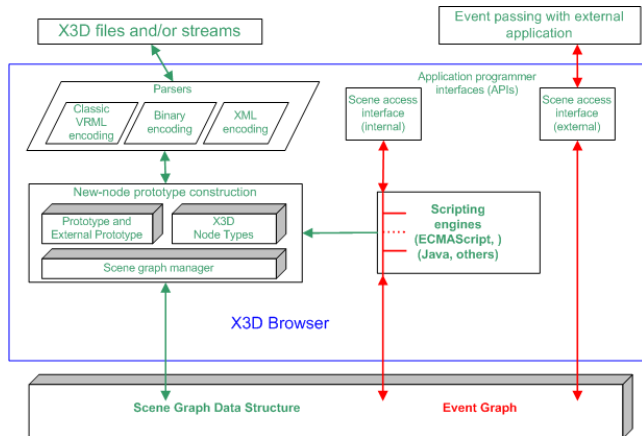 X3D files and/or streams
Event passing with external
application
Parsers
Classic
VRML
encoding
Binary
encoding
XML
encoding
Application programmer
interfaces (APIs)
Scene access
interface
(internal)
Scene access
interface
(external)
New-node prototype construction
Prototype and
External Prototype
X3D
Node Types
Scene graph manager
Scripting
engines
(ECMAScript, )
(Java, others)
X3D Browser
Scene Graph Data Structure
Event Graph